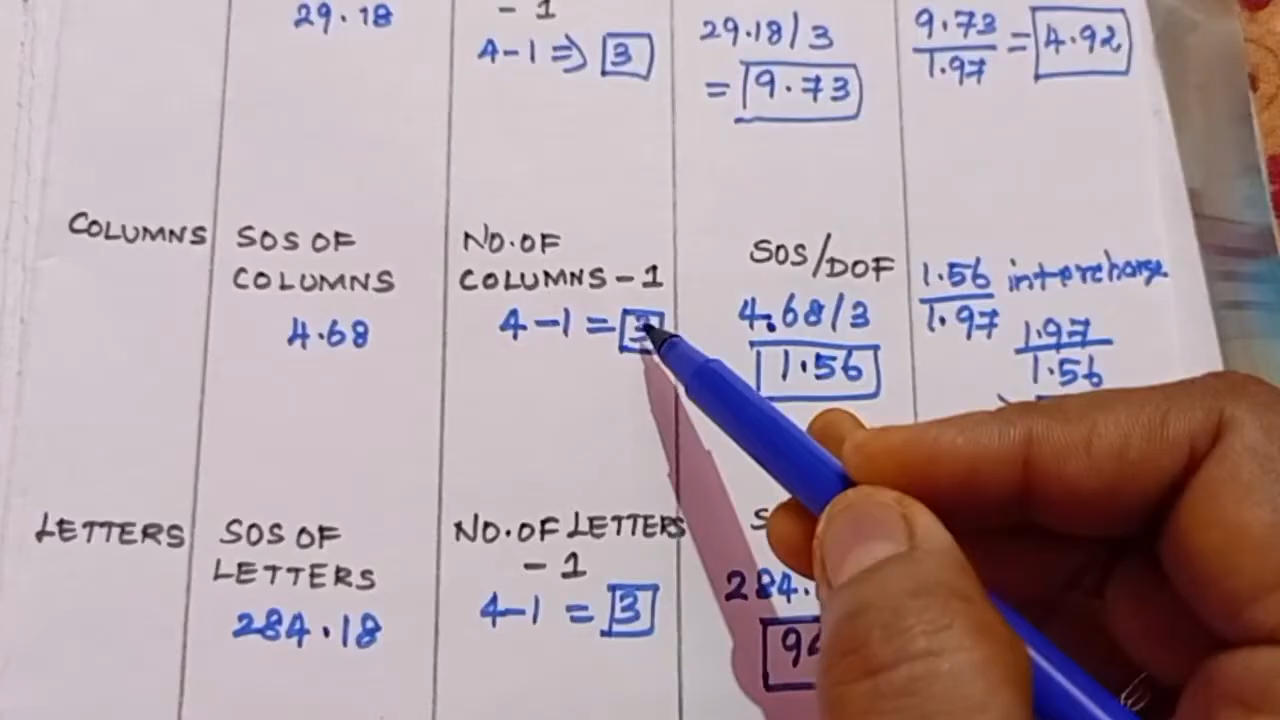 29.18
- 1
4-1 => 3
29.18/3
= 9.73
9.73
1.97
= 4.92
COLUMNS
SOS OF
COLUMNS
4.68
NO. OF
COLUMNS - 1
4-1 = 3
SOS/DOF
4.68/3
1.56
1.56
1.97
interchange
1.97
1.56
LETTERS
SOS OF
LETTERS
284.18
NO. OF LETTERS
- 1
4-1 = 3
284.